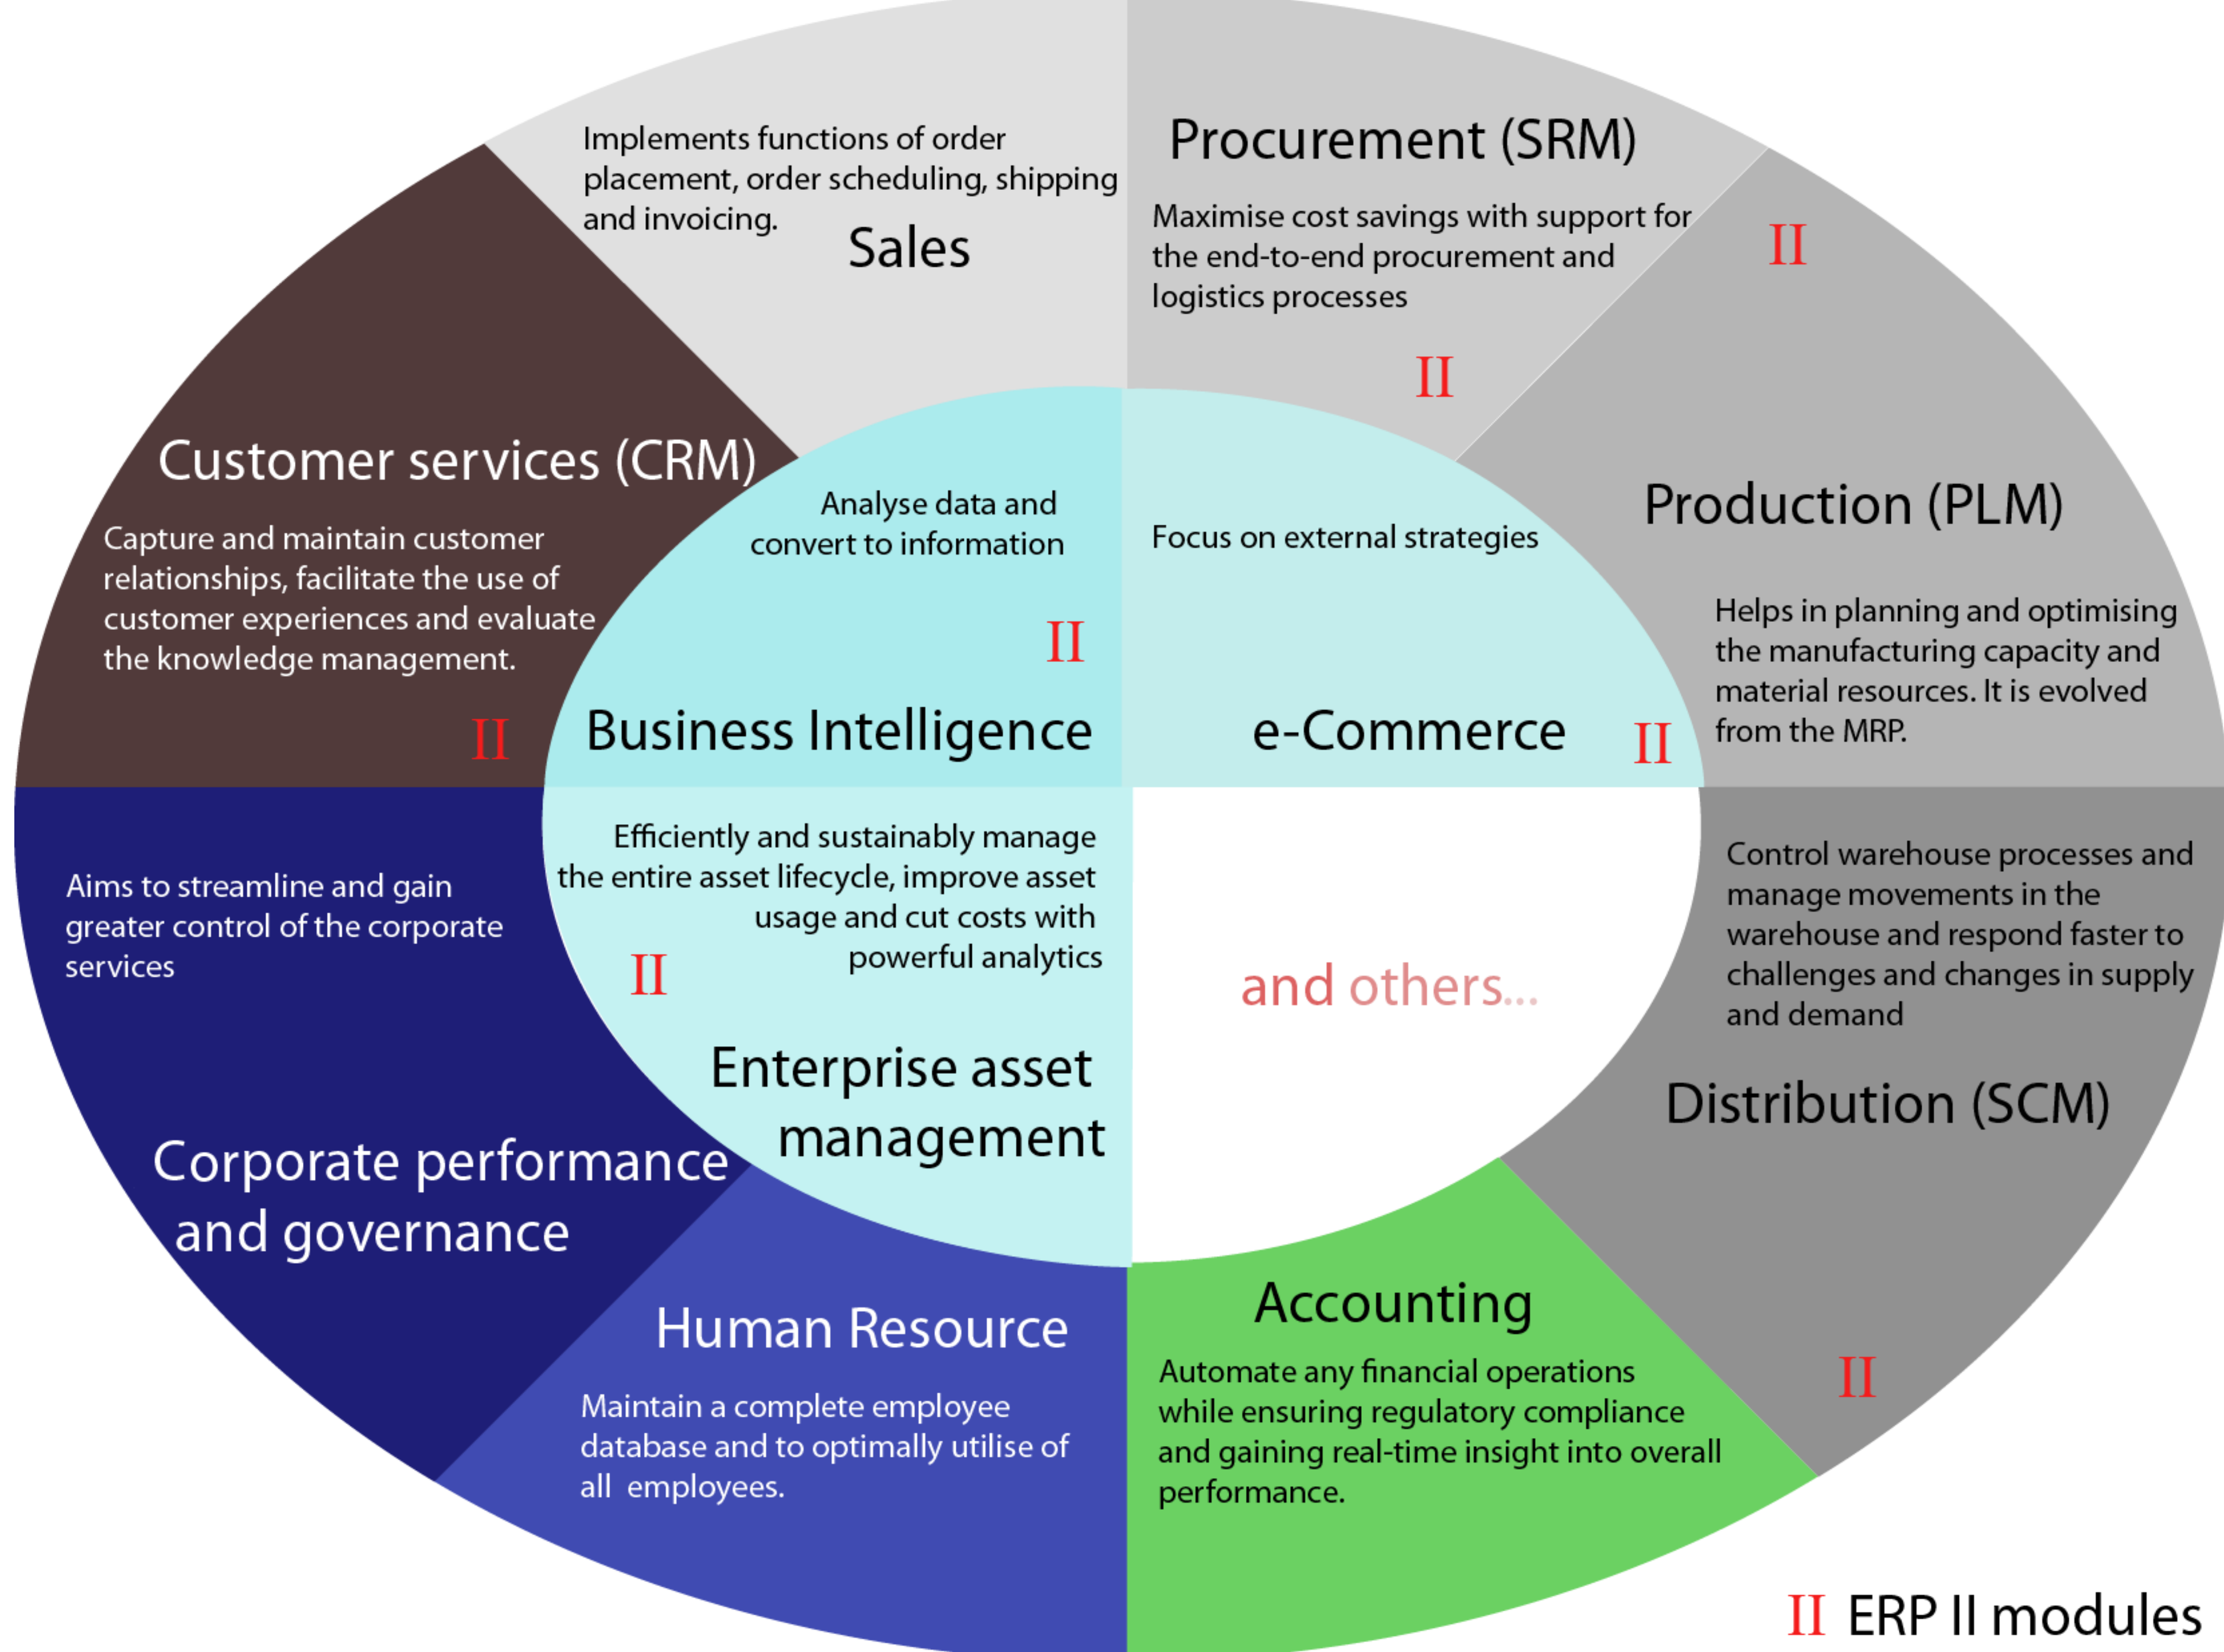 Implements functions of order
placement, order scheduling, shipping
and invoicing.
Sales
Procurement (SRM)
Maximise cost savings with support for
the end-to-end procurement and
logistics processes
II
II
Customer services (CRM)
Capture and maintain customer
relationships, facilitate the use of
customer experiences and evaluate
the knowledge management.
II
Analyse data and
convert to information
II
Business Intelligence
Focus on external strategies
e-Commerce
II
Production (PLM)
Helps in planning and optimising
the manufacturing capacity and
material resources. It is evolved
from the MRP.
Aims to streamline and gain
greater control of the corporate
services
Corporate performance
and governance
Efficiently and sustainably manage
the entire asset lifecycle, improve asset
usage and cut costs with
powerful analytics
II
Enterprise asset
management
and others...
Control warehouse processes and
manage movements in the
warehouse and respond faster to
challenges and changes in supply
and demand
Distribution (SCM)
II
Human Resource
Maintain a complete employee
database and to optimally utilise of
all employees.
Accounting
Automate any financial operations
while ensuring regulatory compliance
and gaining real-time insight into overall
performance.
II ERP II modules